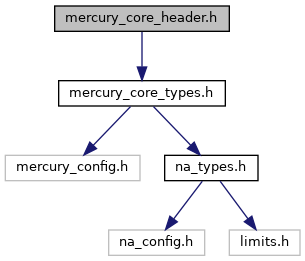 mercury_core_header.h
mercury_core_types.h
mercury_config.h
na_types.h
na_config.h
limits.h